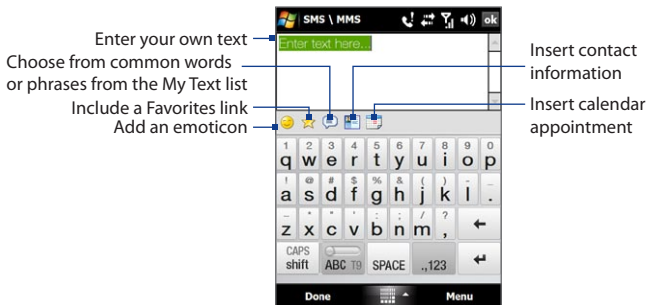 SMS \ MMS ok
Enter your own text
Enter text here...
Choose from common words
or phrases from the My Text list
Include a Favorites link
Add an emoticon
Insert contact
information
Insert calendar
appointment
1 2 3 4 5 6 7 8 9 0
q w e r t y u i o p
! @ # $ % & ( ) - _
a s d f g h j k l .
z x c v b n m ,
CAPS
shift ABC T9 SPACE .,123
Done Menu